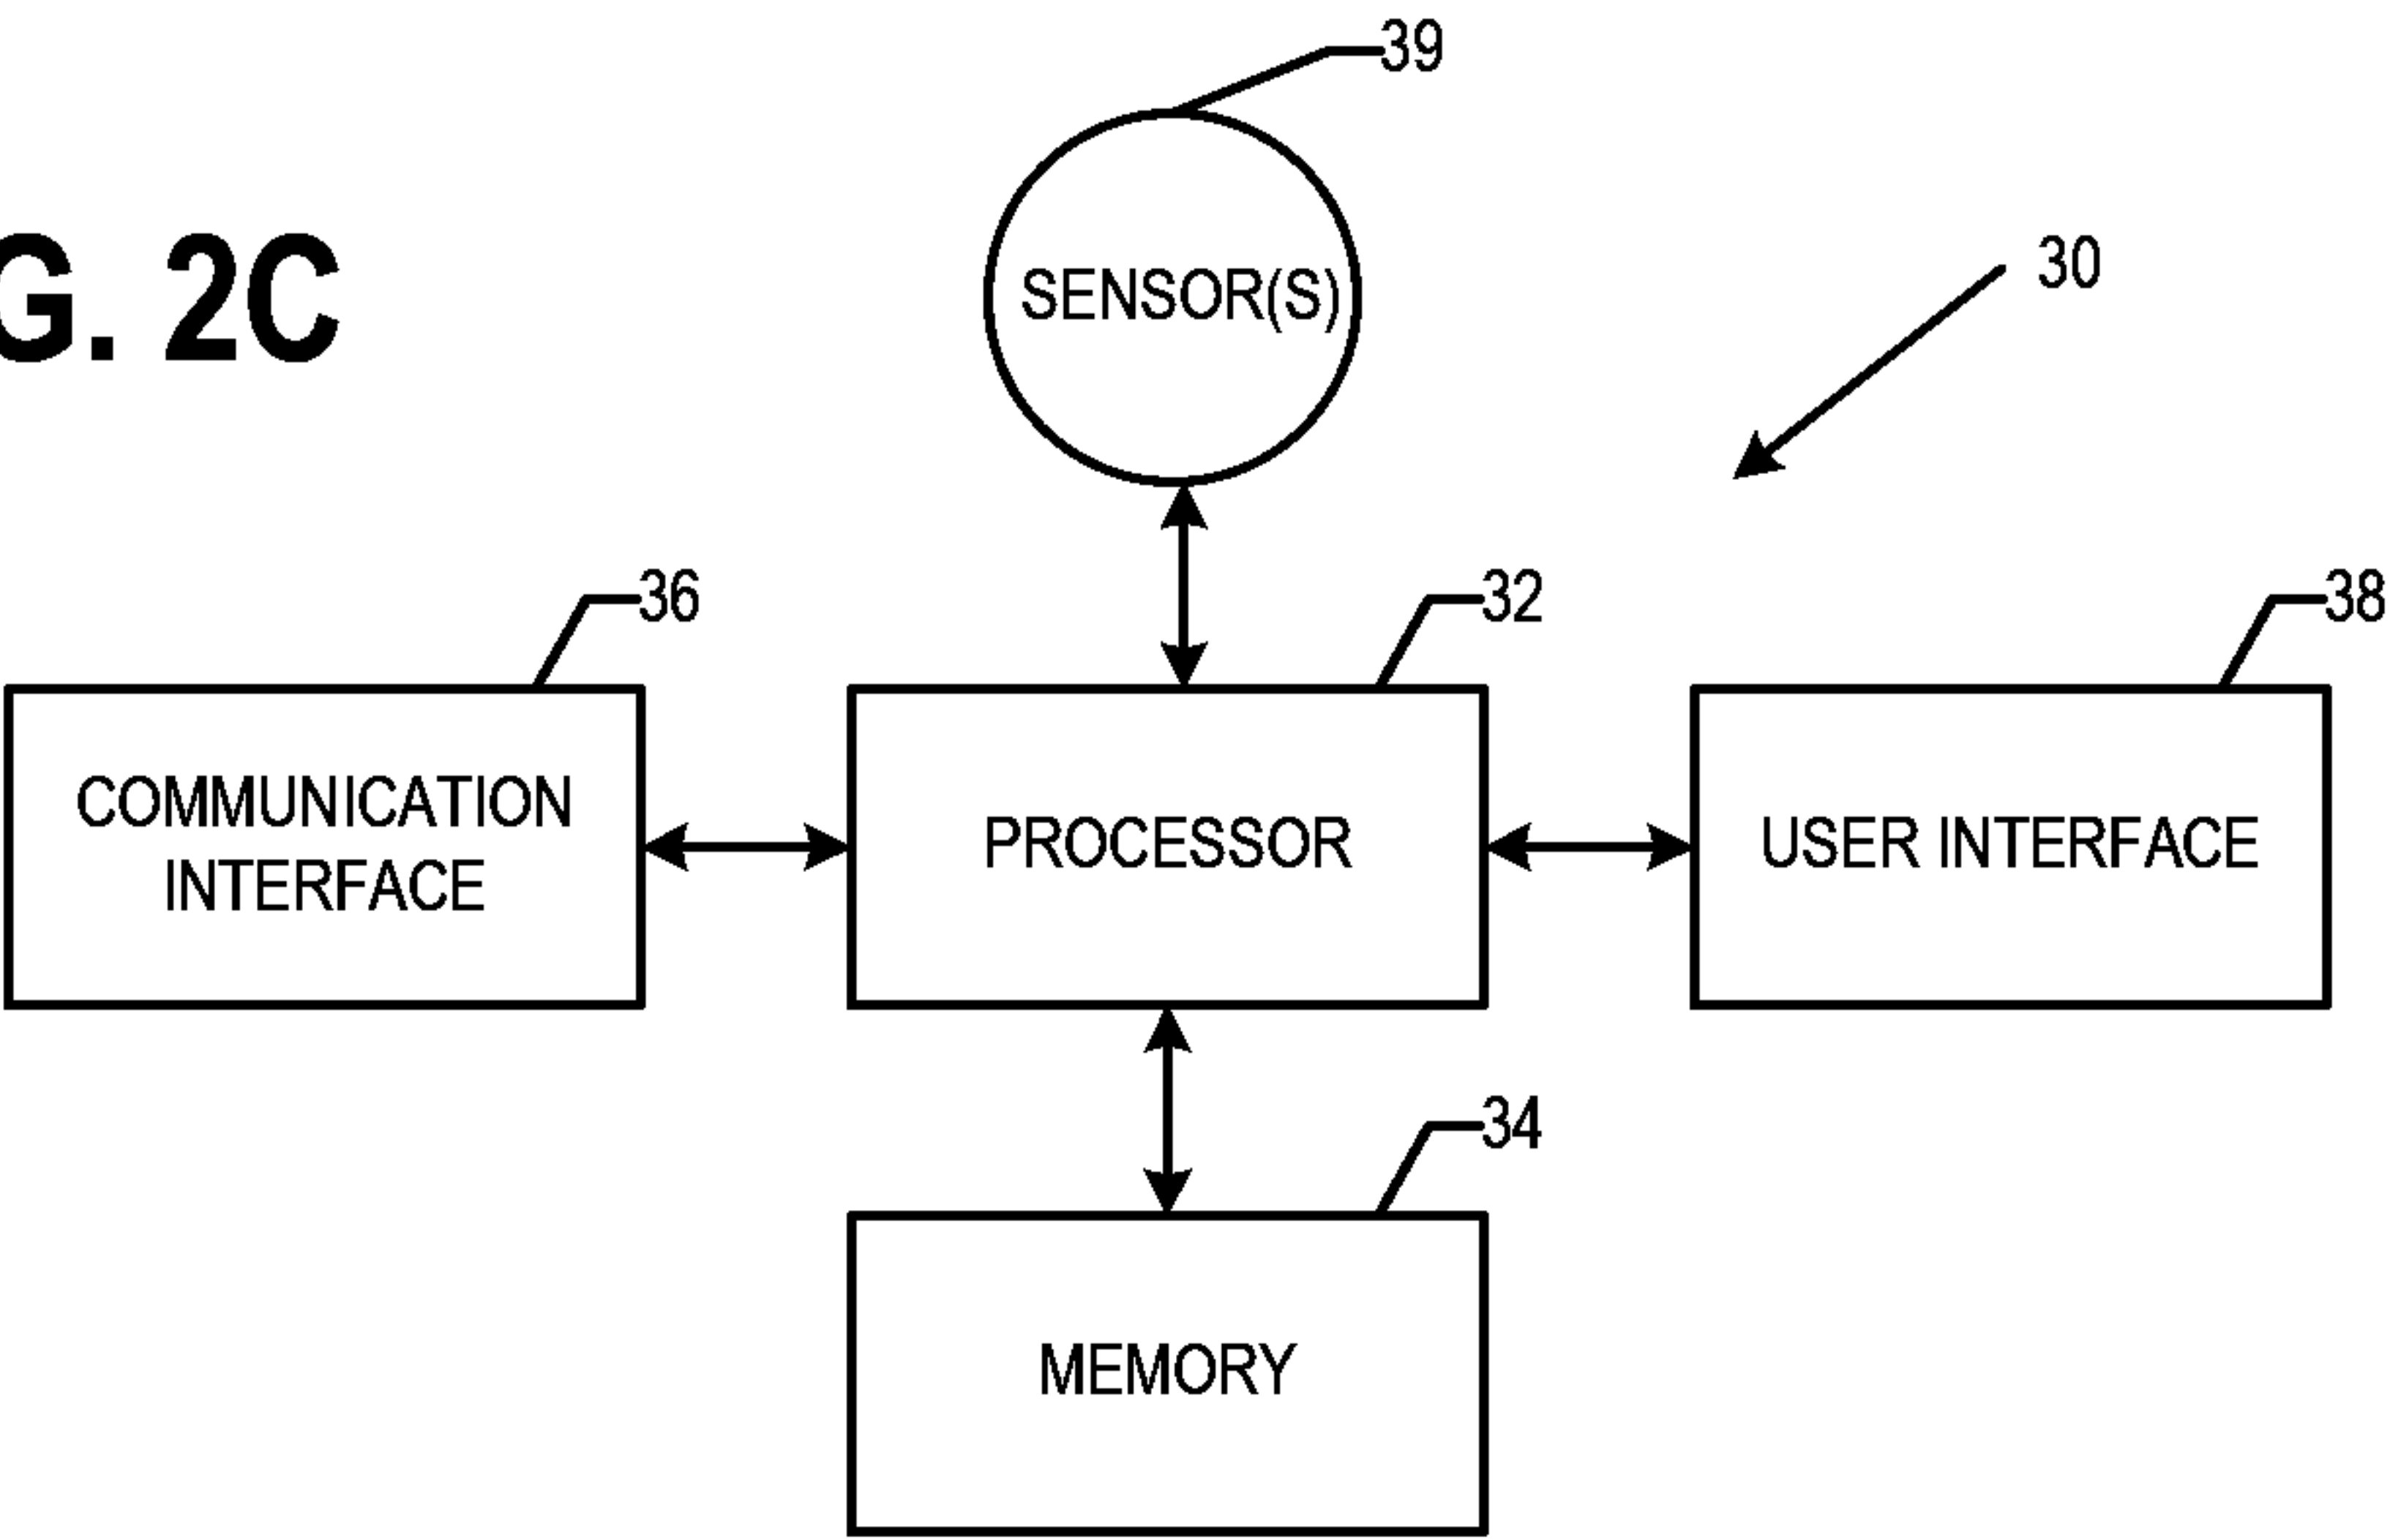 39
G. 2C
SENSOR(S)
30
36
32
38
COMMUNICATION
INTERFACE
PROCESSOR
USER INTERFACE
34
MEMORY